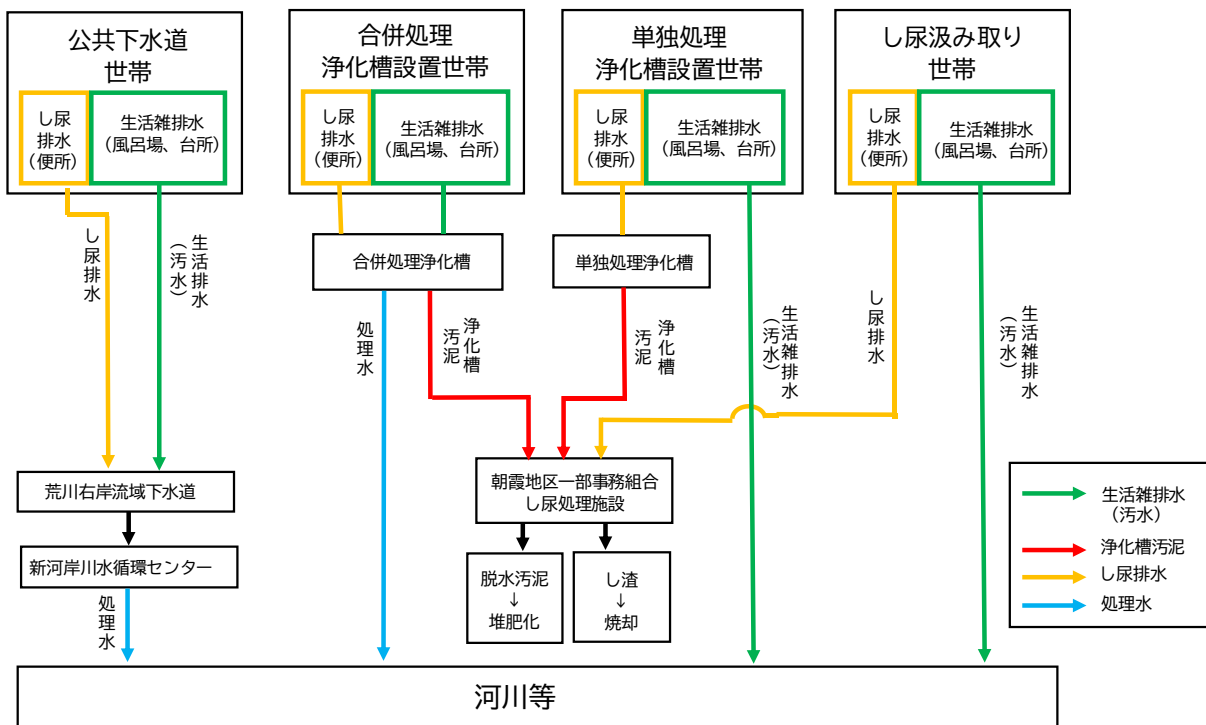 公共下水道
世帯
し尿
排水
（便所）
生活雑排水
（風呂場、台所）
合併処理
浄化槽設置世帯
し尿
排水
（便所）
生活雑排水
（風呂場、台所）
単独処理
浄化槽設置世帯
し尿
排水
（便所）
生活雑排水
（風呂場、台所）
し尿汲み取り
世帯
し尿
排水
（便所）
生活雑排水
（風呂場、台所）
し尿排水
生活排水
（汚水）
合併処理浄化槽
単独処理浄化槽
処理水
浄化槽
汚泥
浄化槽
汚泥
生活雑排水
（汚水）
し尿排水
生活雑排水
（汚水）
荒川右岸流域下水道
新河岸川水循環センター
処理水
朝霞地区一部事務組合
し尿処理施設
脱水汚泥
↓
堆肥化
し渣
↓
焼却
生活雑排水
（汚水）
浄化槽汚泥
し尿排水
処理水
河川等